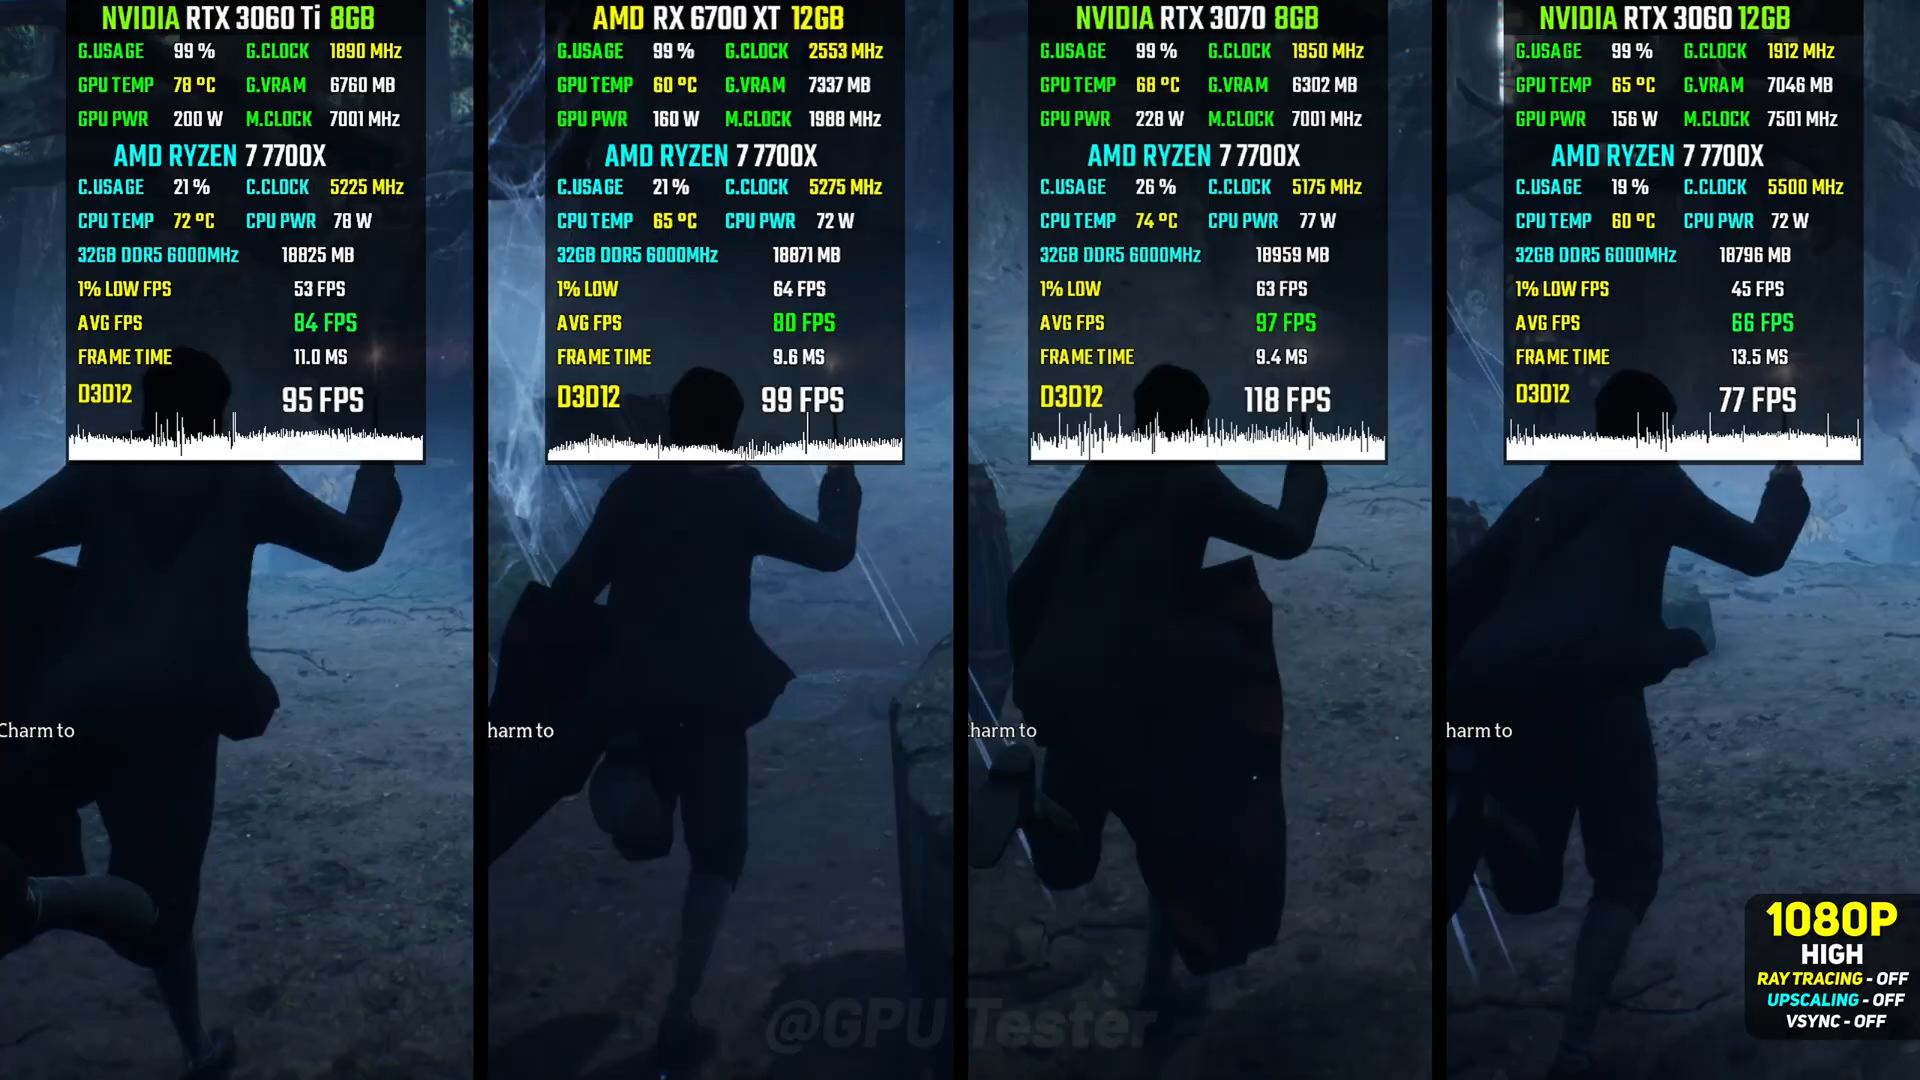 NVIDIA RTX 3060 Ti 8GB
G.USAGE 99 % G.CLOCK 1890 MHz
GPU TEMP 78 ºC G.VRAM 6760 MB
GPU PWR 200 W M.CLOCK 7001 MHz
AMD RYZEN 7 7700X
C.USAGE 21 % C.CLOCK 5225 MHz
CPU TEMP 72 ºC CPU PWR 78 W
32GB DDR5 6000MHz 18825 MB
1% LOW FPS 53 FPS
AVG FPS 84 FPS
FRAME TIME 11.0 MS
D3D12 95 FPS
Charm to
AMD RX 6700 XT 12GB
G.USAGE 99 % G.CLOCK 2553 MHz
GPU TEMP 60 ºC G.VRAM 7337 MB
GPU PWR 160 W M.CLOCK 1988 MHz
AMD RYZEN 7 7700X
C.USAGE 21 % C.CLOCK 5275 MHz
CPU TEMP 65 ºC CPU PWR 72 W
32GB DDR5 6000MHz 18871 MB
1% LOW 64 FPS
AVG FPS 80 FPS
FRAME TIME 9.6 MS
D3D12 99 FPS
harm to
NVIDIA RTX 3070 8GB
G.USAGE 99 % G.CLOCK 1950 MHz
GPU TEMP 68 ºC G.VRAM 6302 MB
GPU PWR 228 W M.CLOCK 7001 MHz
AMD RYZEN 7 7700X
C.USAGE 26 % C.CLOCK 5175 MHz
CPU TEMP 74 ºC CPU PWR 77 W
32GB DDR5 6000MHz 18959 MB
1% LOW 63 FPS
AVG FPS 97 FPS
FRAME TIME 9.4 MS
D3D12 118 FPS
harm to
NVIDIA RTX 3060 12GB
G.USAGE 99 % G.CLOCK 1912 MHz
GPU TEMP 65 ºC G.VRAM 7046 MB
GPU PWR 156 W M.CLOCK 7501 MHz
AMD RYZEN 7 7700X
C.USAGE 19 % C.CLOCK 5500 MHz
CPU TEMP 60 ºC CPU PWR 72 W
32GB DDR5 6000MHz 18796 MB
1% LOW FPS 45 FPS
AVG FPS 66 FPS
FRAME TIME 13.5 MS
D3D12 77 FPS
harm to
1080P
HIGH
RAY TRACING - OFF
UPSCALING - OFF
VSYNC - OFF
@GPU Tester